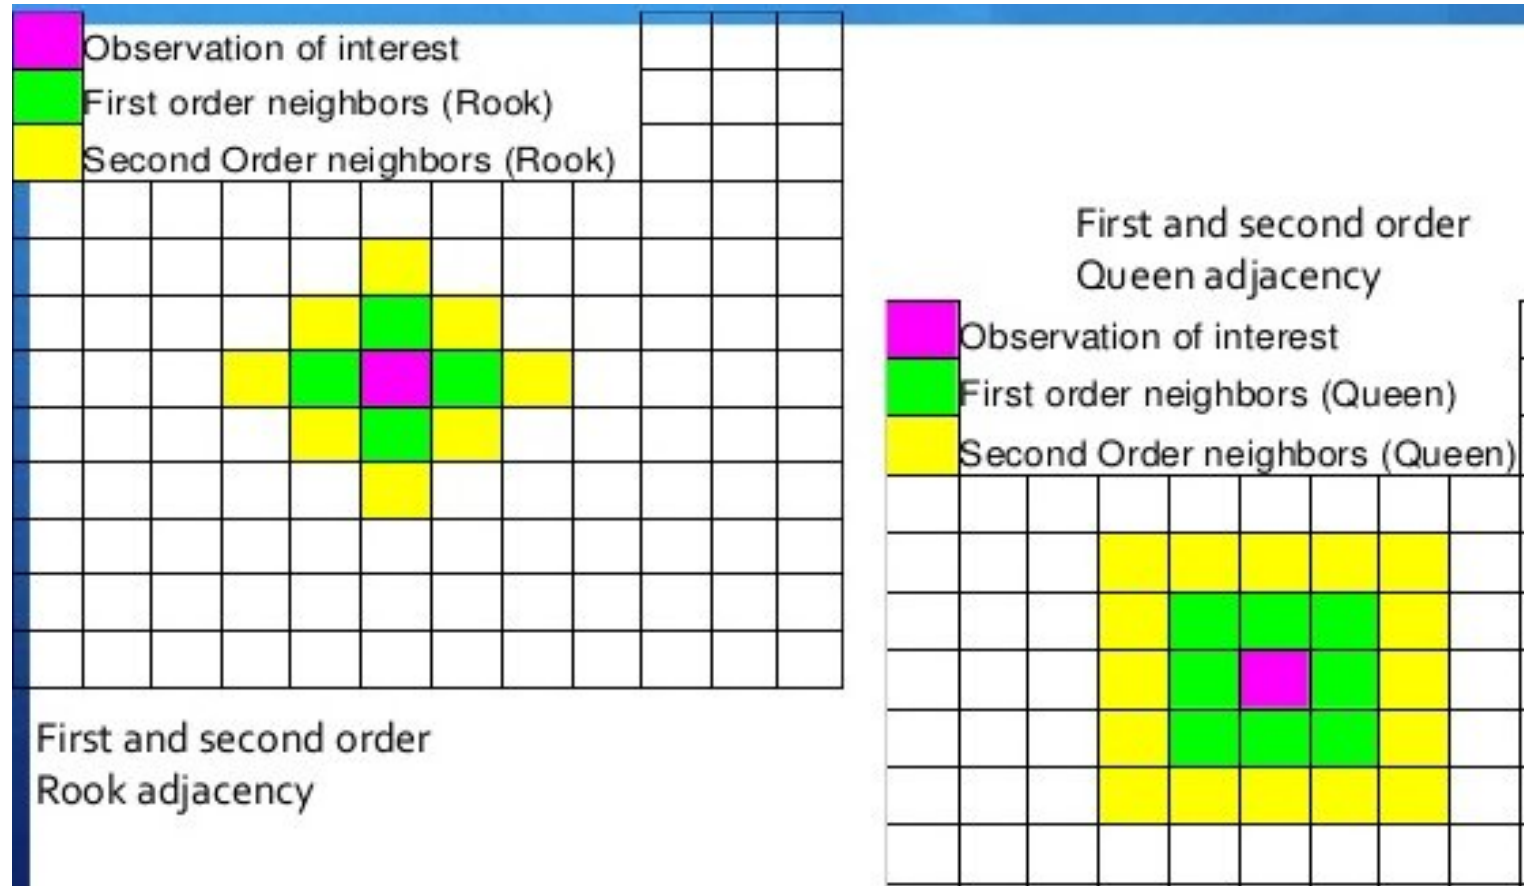 Observation of interest
First order neighbors (Rook)
Second Order neighbors (Rook)
First and second order
Rook adjacency
First and second order
Queen adjacency
Observation of interest
First order neighbors (Queen)
Second Order neighbors (Queen)